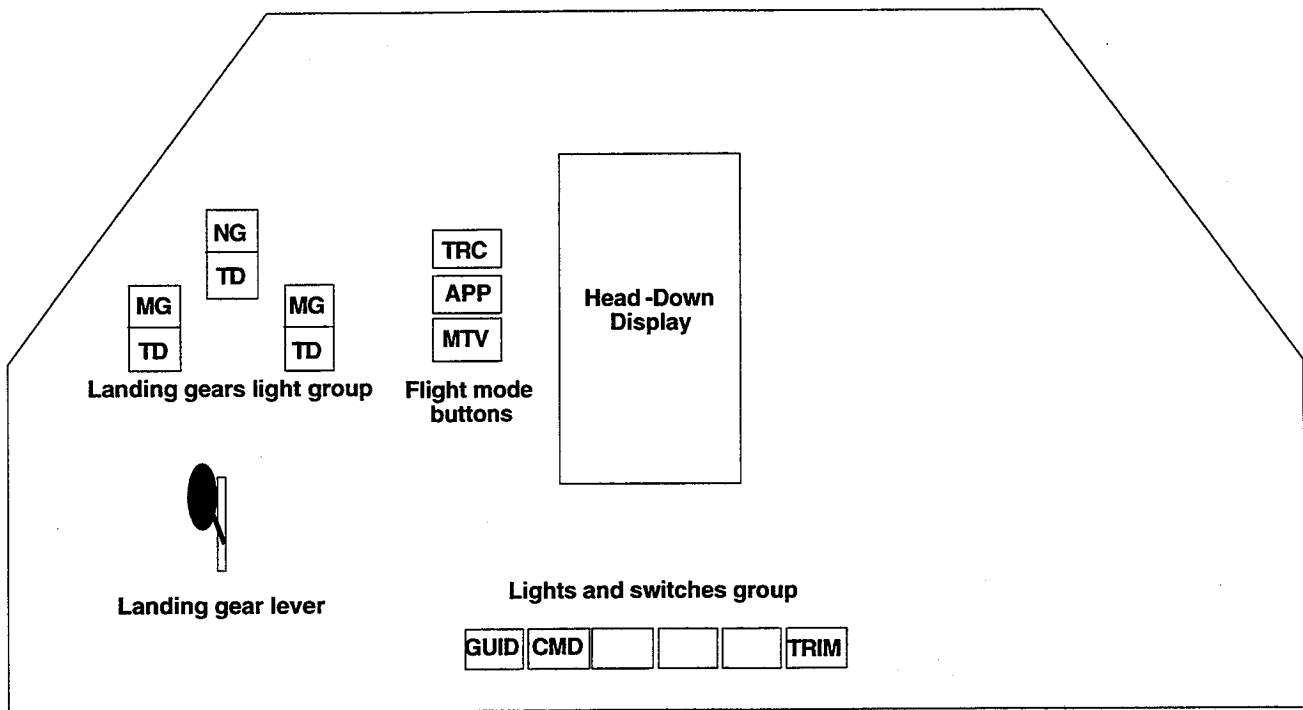 NG
TD
MG
TD
MG
TD
Landing gears light group
TRC
APP
MTV
Flight mode
buttons
Head -Down
Display
Landing gear lever
Lights and switches group
GUID CMD TRIM